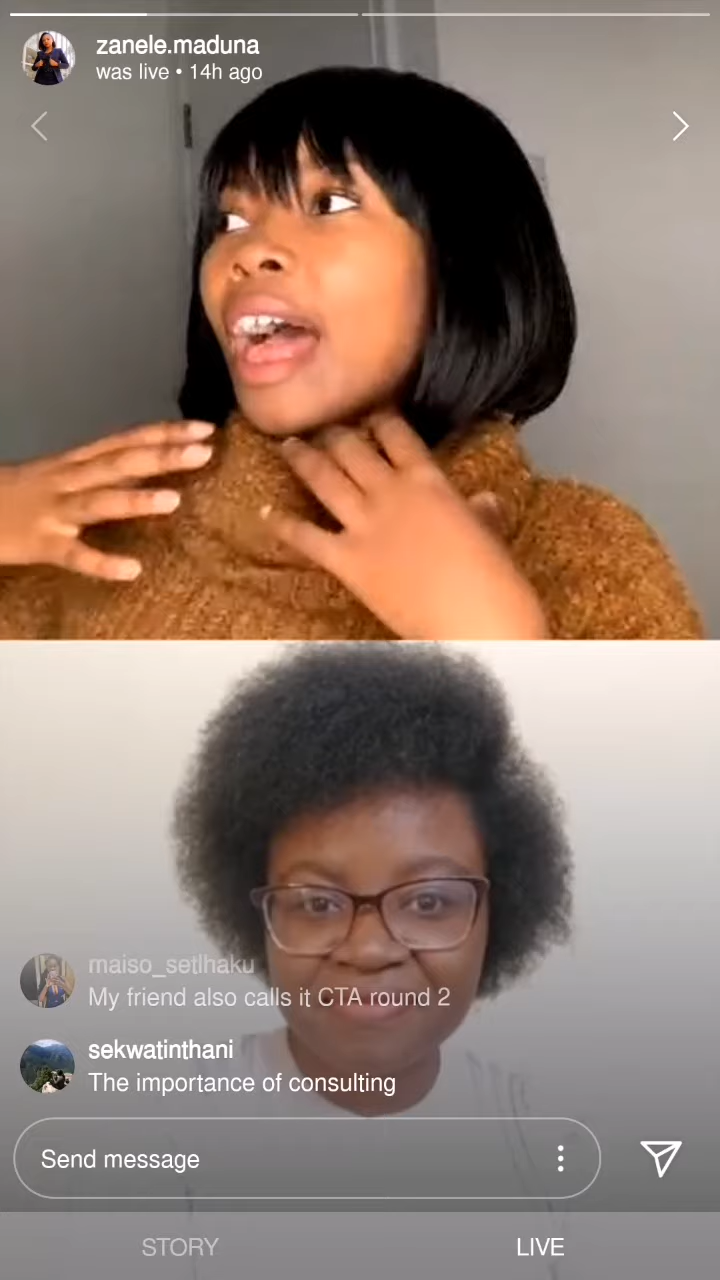 zanele.maduna
was live • 14h ago
maiso_setlhaku
My friend also calls it CTA round 2
sekwatinthani
The importance of consulting
Send message
STORY
LIVE